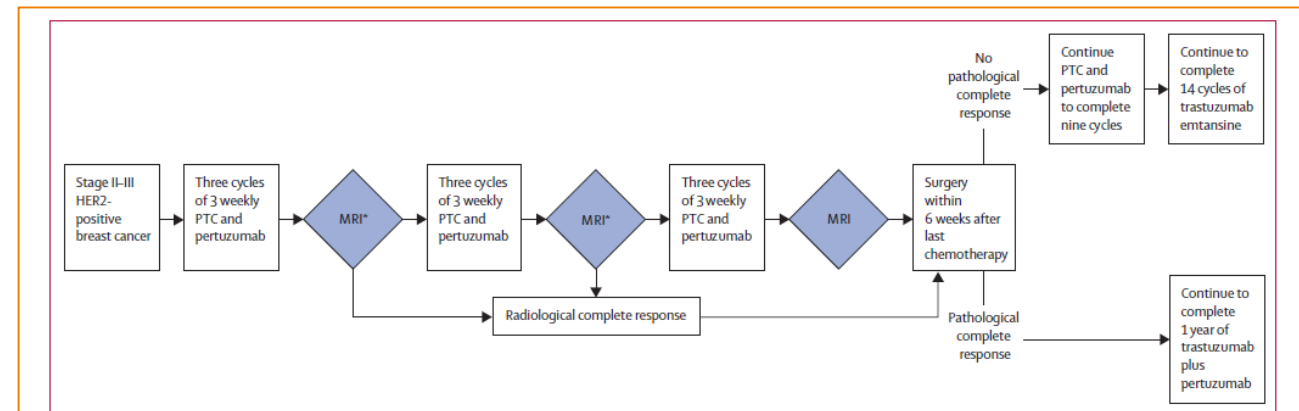 Stage II–III
HER2-
positive
breast cancer
Three cycles
of 3 weekly
PTC and
pertuzumab
MRI*
Three cycles
of 3 weekly
PTC and
pertuzumab
MRI*
Three cycles
of 3 weekly
PTC and
pertuzumab
MRI
Surgery
within
6 weeks after
last
chemotherapy
Radiological complete response
No
pathological
complete
response
Continue
PTC and
pertuzumab
to complete
nine cycles
Continue to
complete
14 cycles of
trastuzumab
emtansine
Pathological
complete
response
Continue to
complete
1 year of
trastuzumab
plus
pertuzumab